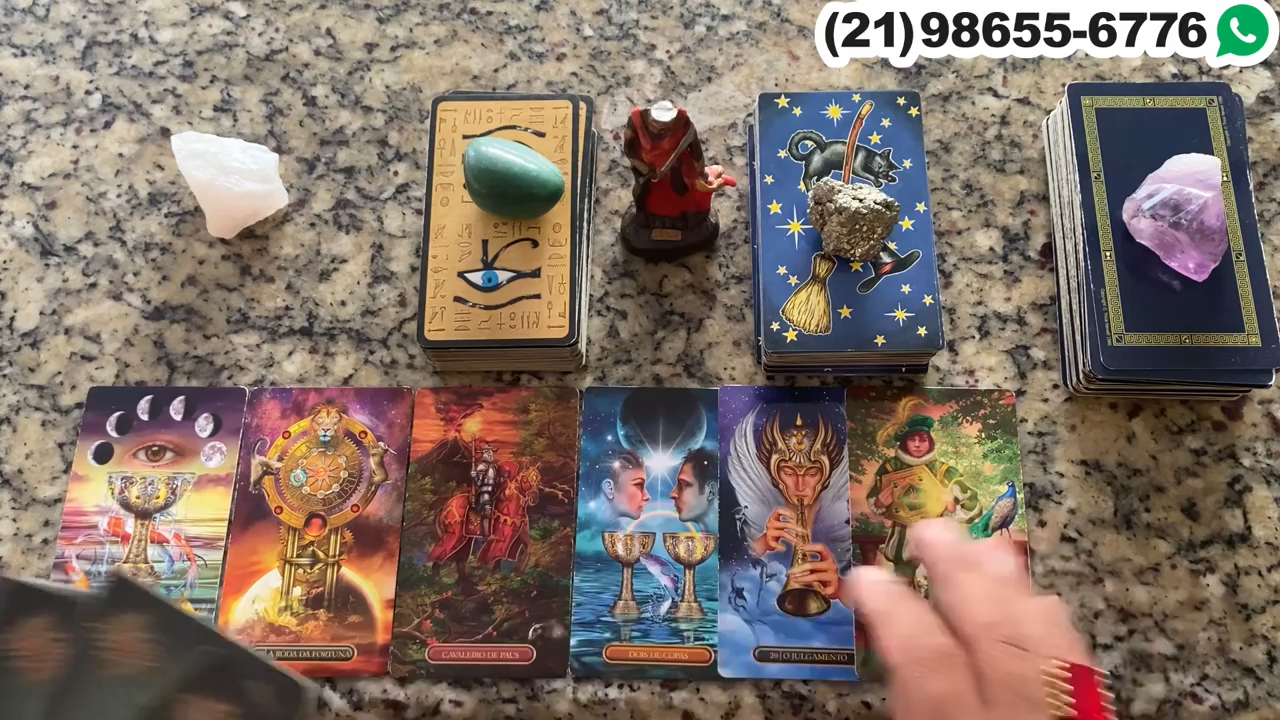 (21)98655-6776
A RODA DA FORTUNA
CAVALEIRO DE PAUS
DOIS DE COPAS
20 O JULGAMENTO